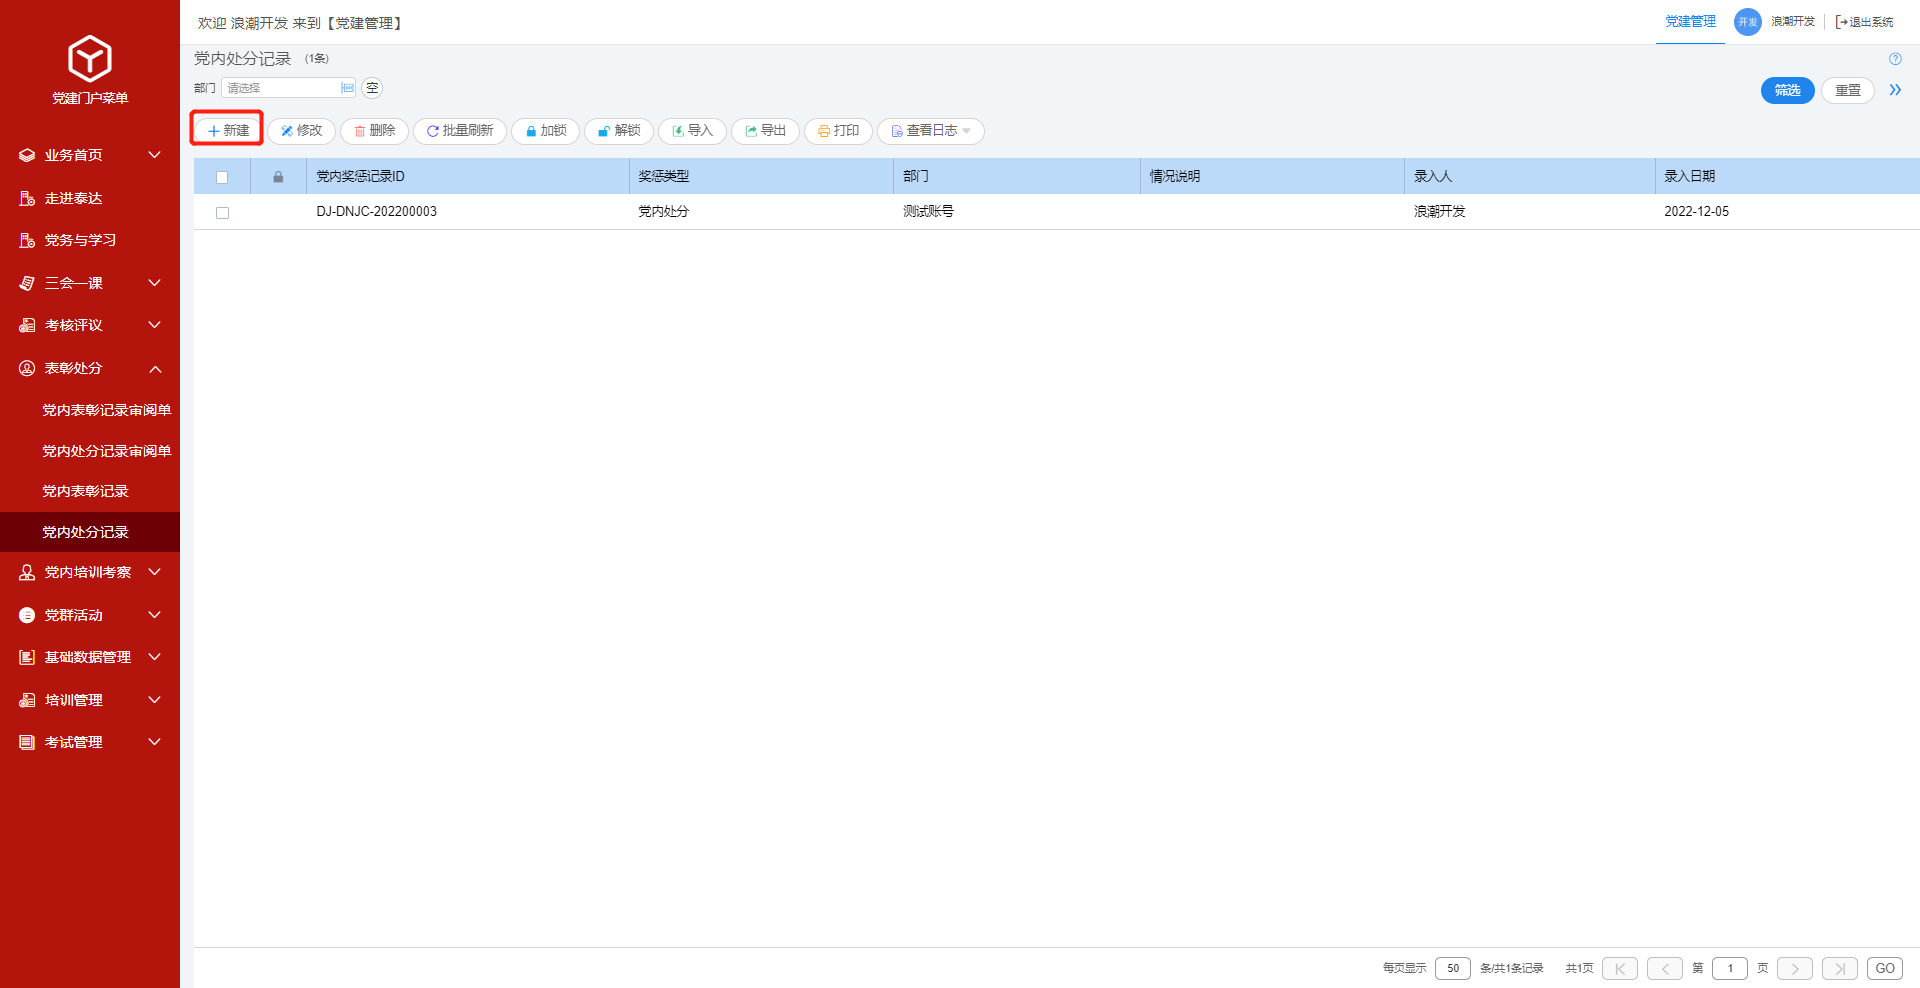 欢迎 浪潮开发 来到【党建管理】
党建管理 开发 浪潮开发 退出系统
党建门户菜单
业务首页
走进泰达
党务与学习
三会一课
考核评议
表彰处分
党内表彰记录审阅单
党内处分记录审阅单
党内表彰记录
党内处分记录
党内培训考察
党群活动
基础数据管理
培训管理
考试管理
党内处分记录 (1条)
部门 请选择 空
筛选 重置
新建 修改 删除 批量刷新 加锁 解锁 导入 导出 打印 查看日志
党内奖惩记录ID 奖惩类型 部门 情况说明 录入人 录入日期
DJ-DNJC-202200003 党内处分 测试账号 浪潮开发 2022-12-05
每页显示 50 条/共1条记录 共1页 第 1 页 GO